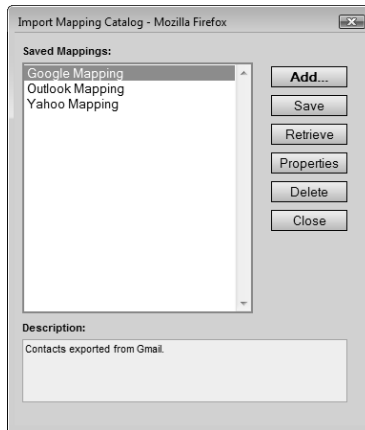 Import Mapping Catalog - Mozilla Firefox
Saved Mappings:
Google Mapping
Outlook Mapping
Yahoo Mapping
Add...
Save
Retrieve
Properties
Delete
Close
Description:
Contacts exported from Gmail.